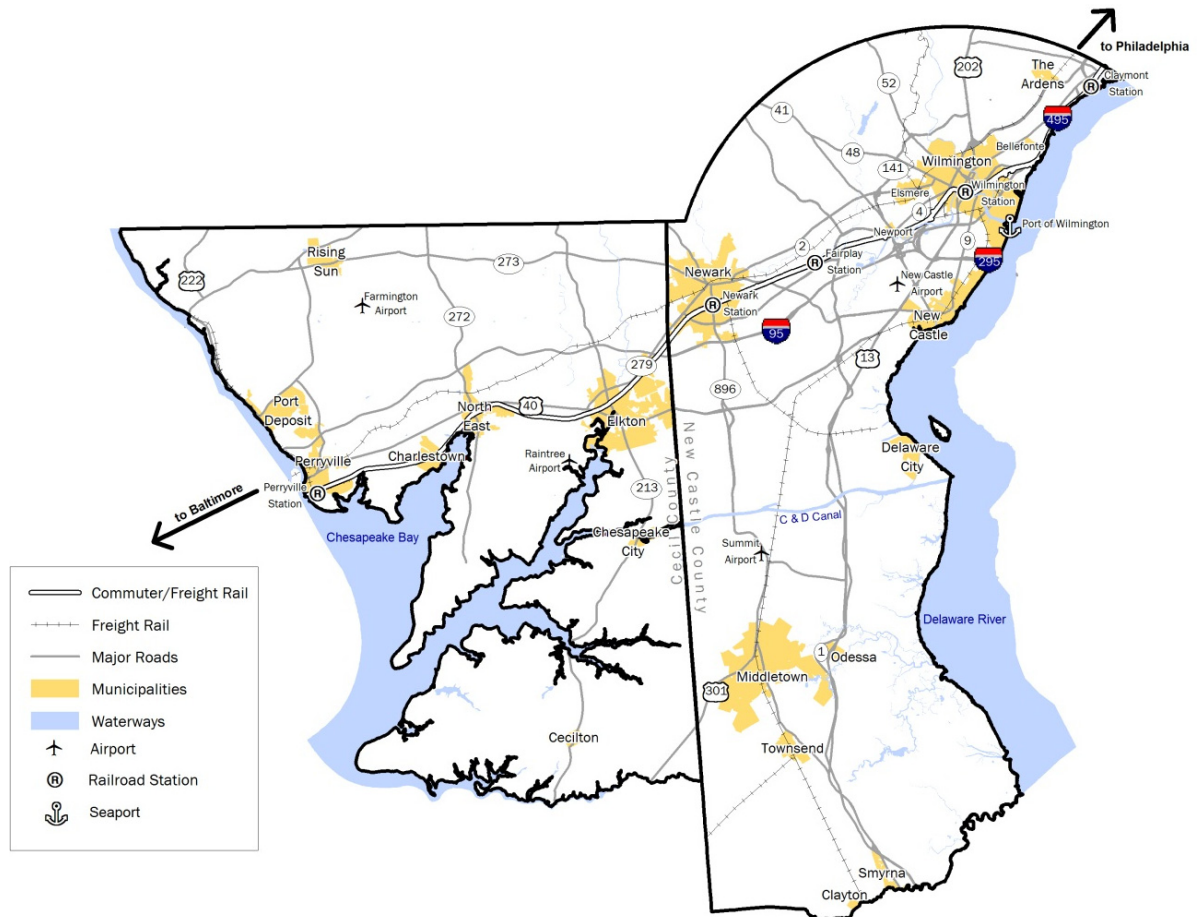 to Philadelphia
202
The
Ardens
Claymont
Station
52
41
495
48
Bellefonte
Wilmington
141
Elsmere
Wilmington
Station
4
Port of Wilmington
Newport
9
2
Fairplay
Station
295
Rising
Sun
273
222
Newark
New Castle
Airport
Farmington
Airport
Newark
Station
272
New
Castle
95
13
279
896
Port
Deposit
North
East
40
Elkton
Charlestown
Raintree
Airport
Delaware
City
Perryville
Perryville
Station
213
New Castle County
Cecil County
to Baltimore
Chesapeake Bay
Chesapeake
City
C & D Canal
Summit
Airport
Delaware River
1
Odessa
Middletown
301
Cecilton
Townsend
Smyrna
Clayton
Commuter/Freight Rail
Freight Rail
Major Roads
Municipalities
Waterways
Airport
R
Railroad Station
Seaport